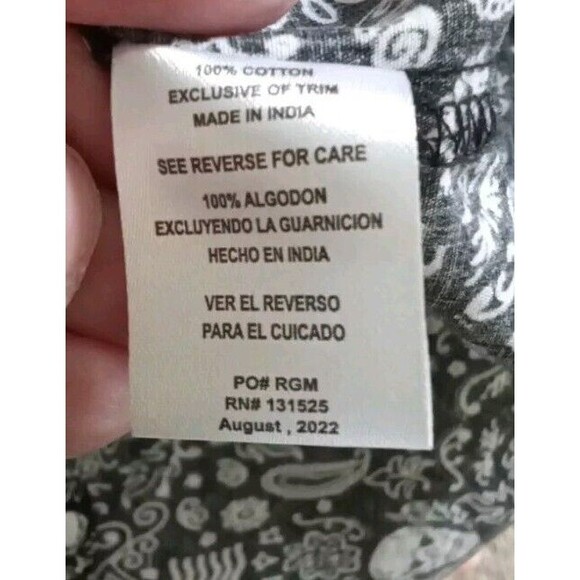 100% COTTON
EXCLUSIVE OF TRIM
MADE IN INDIA
SEE REVERSE FOR CARE
100% ALGODON
EXCLUYENDO LA GUARNICION
HECHO EN INDIA
VER EL REVERSO
PARA EL CUICADO
PO# RGM
RN# 131525
August , 2022